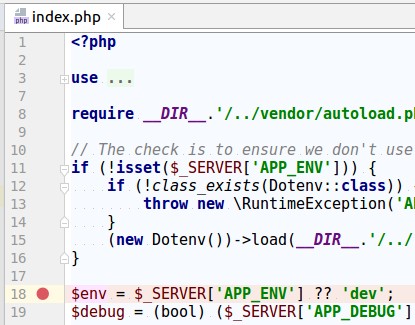 index.php
1 <?php
2
3 use ...
7
8 require __DIR__.'/../vendor/autoload.ph
9
10 // The check is to ensure we don't use
11 if (!isset($_SERVER['APP_ENV'])) {
12 if (!class_exists(Dotenv::class))
13 throw new \RuntimeException('A
14 }
15 (new Dotenv())->load(__DIR__.'/../
16 }
17
18 $env = $_SERVER['APP_ENV'] ?? 'dev';
19 $debug = (bool) ($_SERVER['APP_DEBUG']